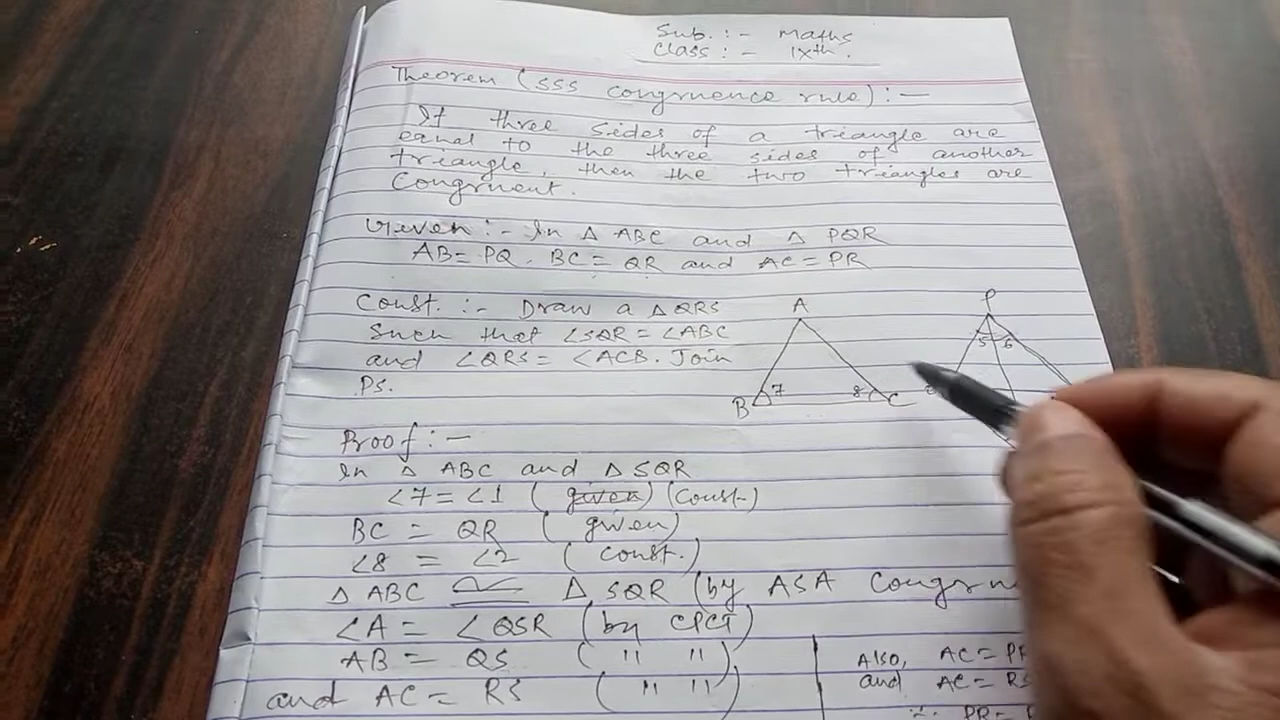 Sub. :- Maths
Class :- IXth.
Theorem (SSS congruence rule) :-
If three sides of a triangle are
equal to the three sides of another
triangle, then the two triangles are
Congruent.
Given :- In △ ABC and △ PQR
AB = PQ, BC = QR and AC = PR
Const. :- Draw a △QRS
Such that ∠SQR = ∠ABC
and ∠QRS = ∠ACB. Join
PS.
A
B 7 8 C
P
5 6
Proof :-
In △ ABC and △ SQR
∠7 = ∠1 (given) (const.)
BC = QR (given)
∠8 = ∠2 (const.)
△ ABC ≅ △ SQR (by ASA
∠A = ∠QSR (by CPCT)
AB = QS ( " " )
and AC = RS ( " " )
Also, AC = PR
and AC = RS
∴ PR =